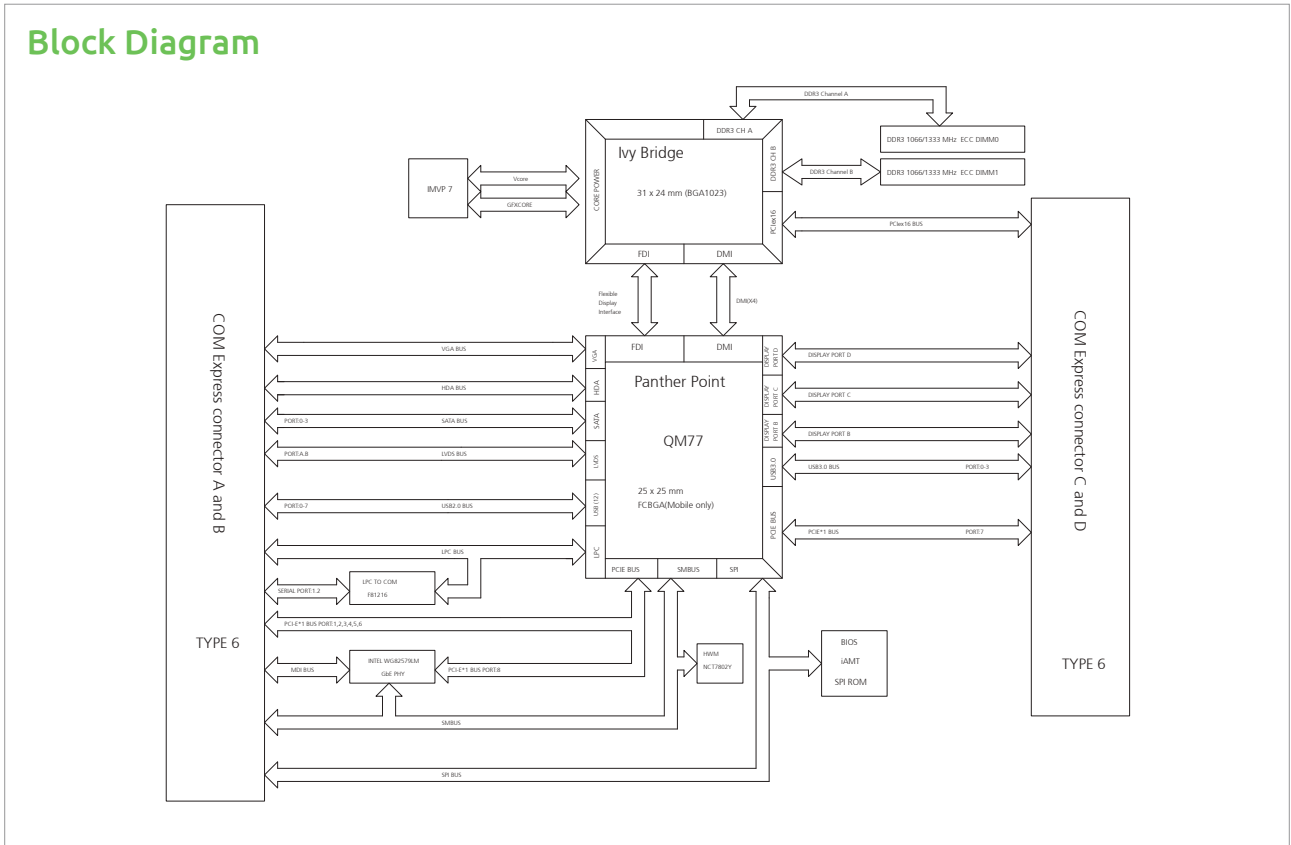 Block Diagram
DDR3 Channel A
DDR3 CH A
DDR3 1066/1333 MHz ECC DIMM0
Ivy Bridge
DDR3 CH B
DDR3 Channel B
DDR3 1066/1333 MHz ECC DIMM1
IMVP 7
Vcore
GFXCORE
CORE POWER
31 x 24 mm (BGA1023)
PCIex16
PCIex16 BUS
FDI
DMI
Flexible
Display
Interface
DMI(X4)
COM Express connector A and B
TYPE 6
COM Express connector C and D
TYPE 6
VGA BUS
VGA
FDI
DMI
DISPLAY
PORT D
DISPLAY PORT D
HDA BUS
HDA
Panther Point
DISPLAY
PORT C
DISPLAY PORT C
PORT:0-3
SATA BUS
SATA
QM77
DISPLAY
PORT B
DISPLAY PORT B
PORT:A.B
LVDS BUS
LVDS
USB3.0
USB3.0 BUS
PORT:0-3
PORT:0-7
USB2.0 BUS
USB (12)
25 x 25 mm
FCBGA(Mobile only)
PCIE BUS
PCIE*1 BUS
PORT:7
LPC BUS
LPC
PCIE BUS
SMBUS
SPI
SERIAL PORT:1.2
LPC TO COM
F81216
PCI-E*1 BUS PORT:1,2,3,4,5,6
MDI BUS
INTEL WG82579LM
GbE PHY
PCI-E*1 BUS PORT:8
HWM
NCT7802Y
BIOS
iAMT
SPI ROM
SMBUS
SPI BUS